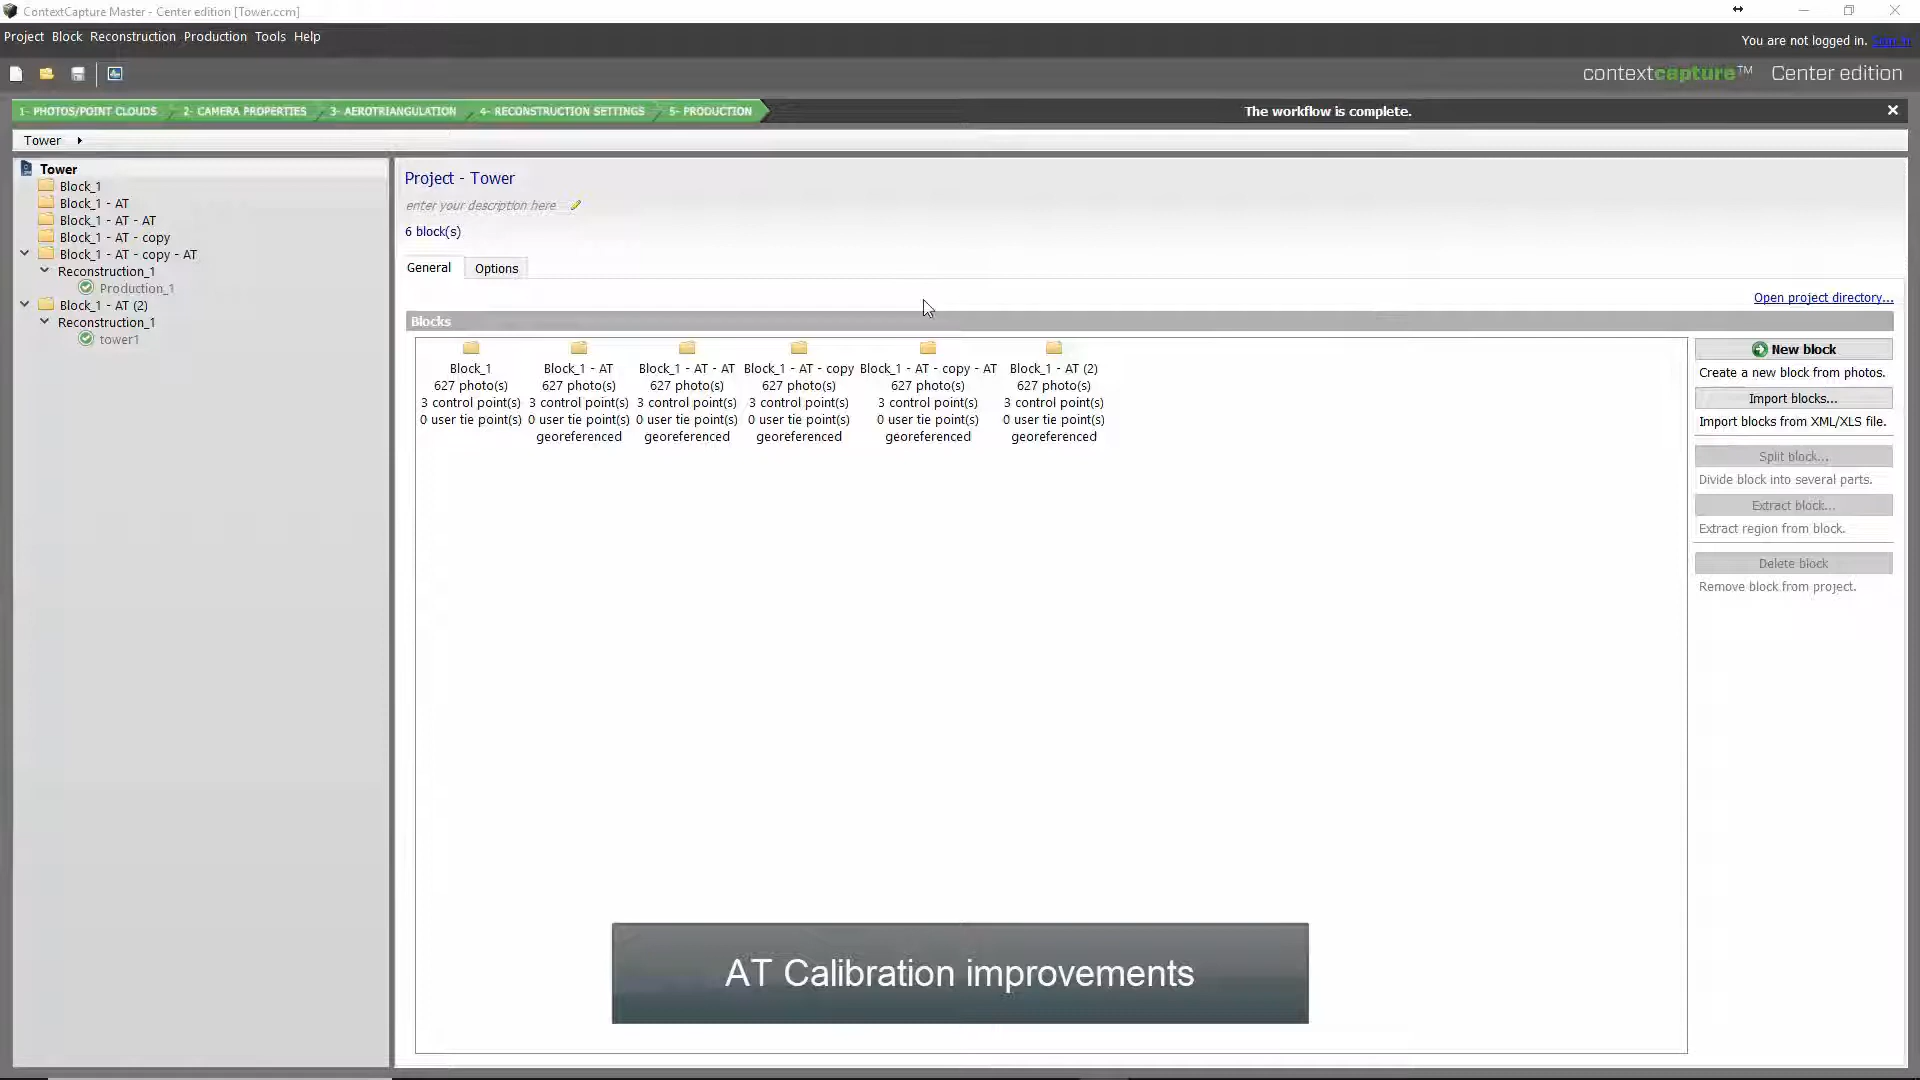 ContextCapture Master - Center edition [Tower.ccm]
Project Block Reconstruction Production Tools Help
You are not logged in. Sign in
contextcapture™ Center edition
1- PHOTOS/POINT CLOUDS 2- CAMERA PROPERTIES 3- AEROTRIANGULATION 4- RECONSTRUCTION SETTINGS 5- PRODUCTION The workflow is complete.
Tower
Tower
Block_1
Block_1 - AT
Block_1 - AT - AT
Block_1 - AT - copy
Block_1 - AT - copy - AT
Reconstruction_1
Production_1
Block_1 - AT (2)
Reconstruction_1
tower1
Project - Tower
enter your description here
6 block(s)
General Options
Open project directory...
Blocks
Block_1 Block_1 - AT Block_1 - AT - AT Block_1 - AT - copy Block_1 - AT - copy - AT Block_1 - AT (2)
627 photo(s) 627 photo(s) 627 photo(s) 627 photo(s) 627 photo(s) 627 photo(s)
3 control point(s) 3 control point(s) 3 control point(s) 3 control point(s) 3 control point(s) 3 control point(s)
0 user tie point(s) 0 user tie point(s) 0 user tie point(s) 0 user tie point(s) 0 user tie point(s) 0 user tie point(s)
georeferenced georeferenced georeferenced georeferenced georeferenced
New block
Create a new block from photos.
Import blocks...
Import blocks from XML/XLS file.
Split block...
Divide block into several parts.
Extract block...
Extract region from block.
Delete block
Remove block from project.
AT Calibration improvements